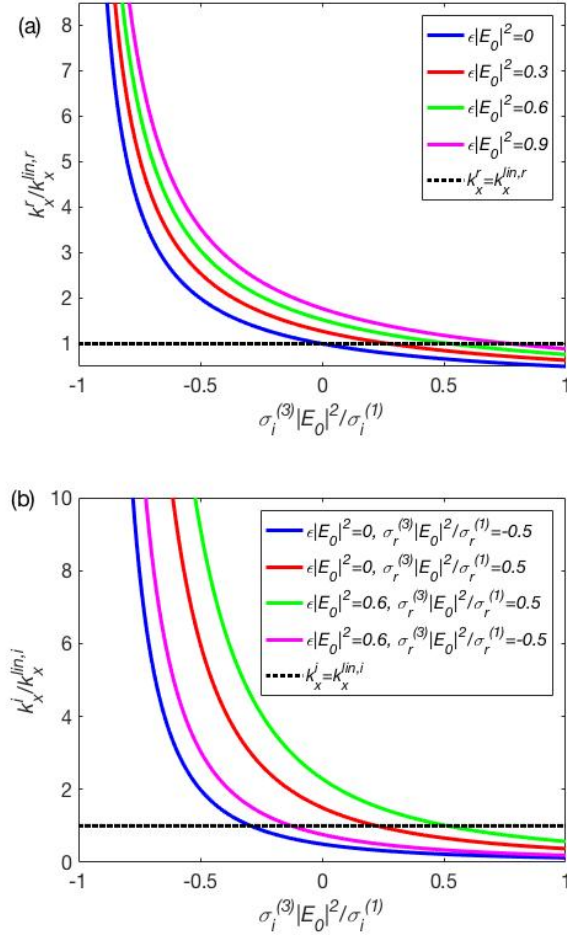 (a)
8
7
6
5
4
3
2
1
k_x^r/k_x^{lin,r}
ϵ|E_0|^2=0
ϵ|E_0|^2=0.3
ϵ|E_0|^2=0.6
ϵ|E_0|^2=0.9
k_x^r=k_x^{lin,r}
-1 -0.5 0 0.5 1
σ_i^{(3)}|E_0|^2/σ_i^{(1)}
(b)
10
8
6
4
2
0
k_x^i/k_x^{lin,i}
ϵ|E_0|^2=0, σ_r^{(3)}|E_0|^2/σ_r^{(1)}=-0.5
ϵ|E_0|^2=0, σ_r^{(3)}|E_0|^2/σ_r^{(1)}=0.5
ϵ|E_0|^2=0.6, σ_r^{(3)}|E_0|^2/σ_r^{(1)}=0.5
ϵ|E_0|^2=0.6, σ_r^{(3)}|E_0|^2/σ_r^{(1)}=-0.5
k_x^i=k_x^{lin,i}
-1 -0.5 0 0.5 1
σ_i^{(3)}|E_0|^2/σ_i^{(1)}